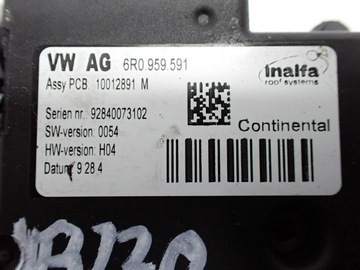 VW AG 6R0.959.591
Assy PCB: 10012891 M
inalfa
roof systems
Serien nr.: 92840073102
SW-version: 0054
HW-version: H04
Datum: 9 28 4
Continental